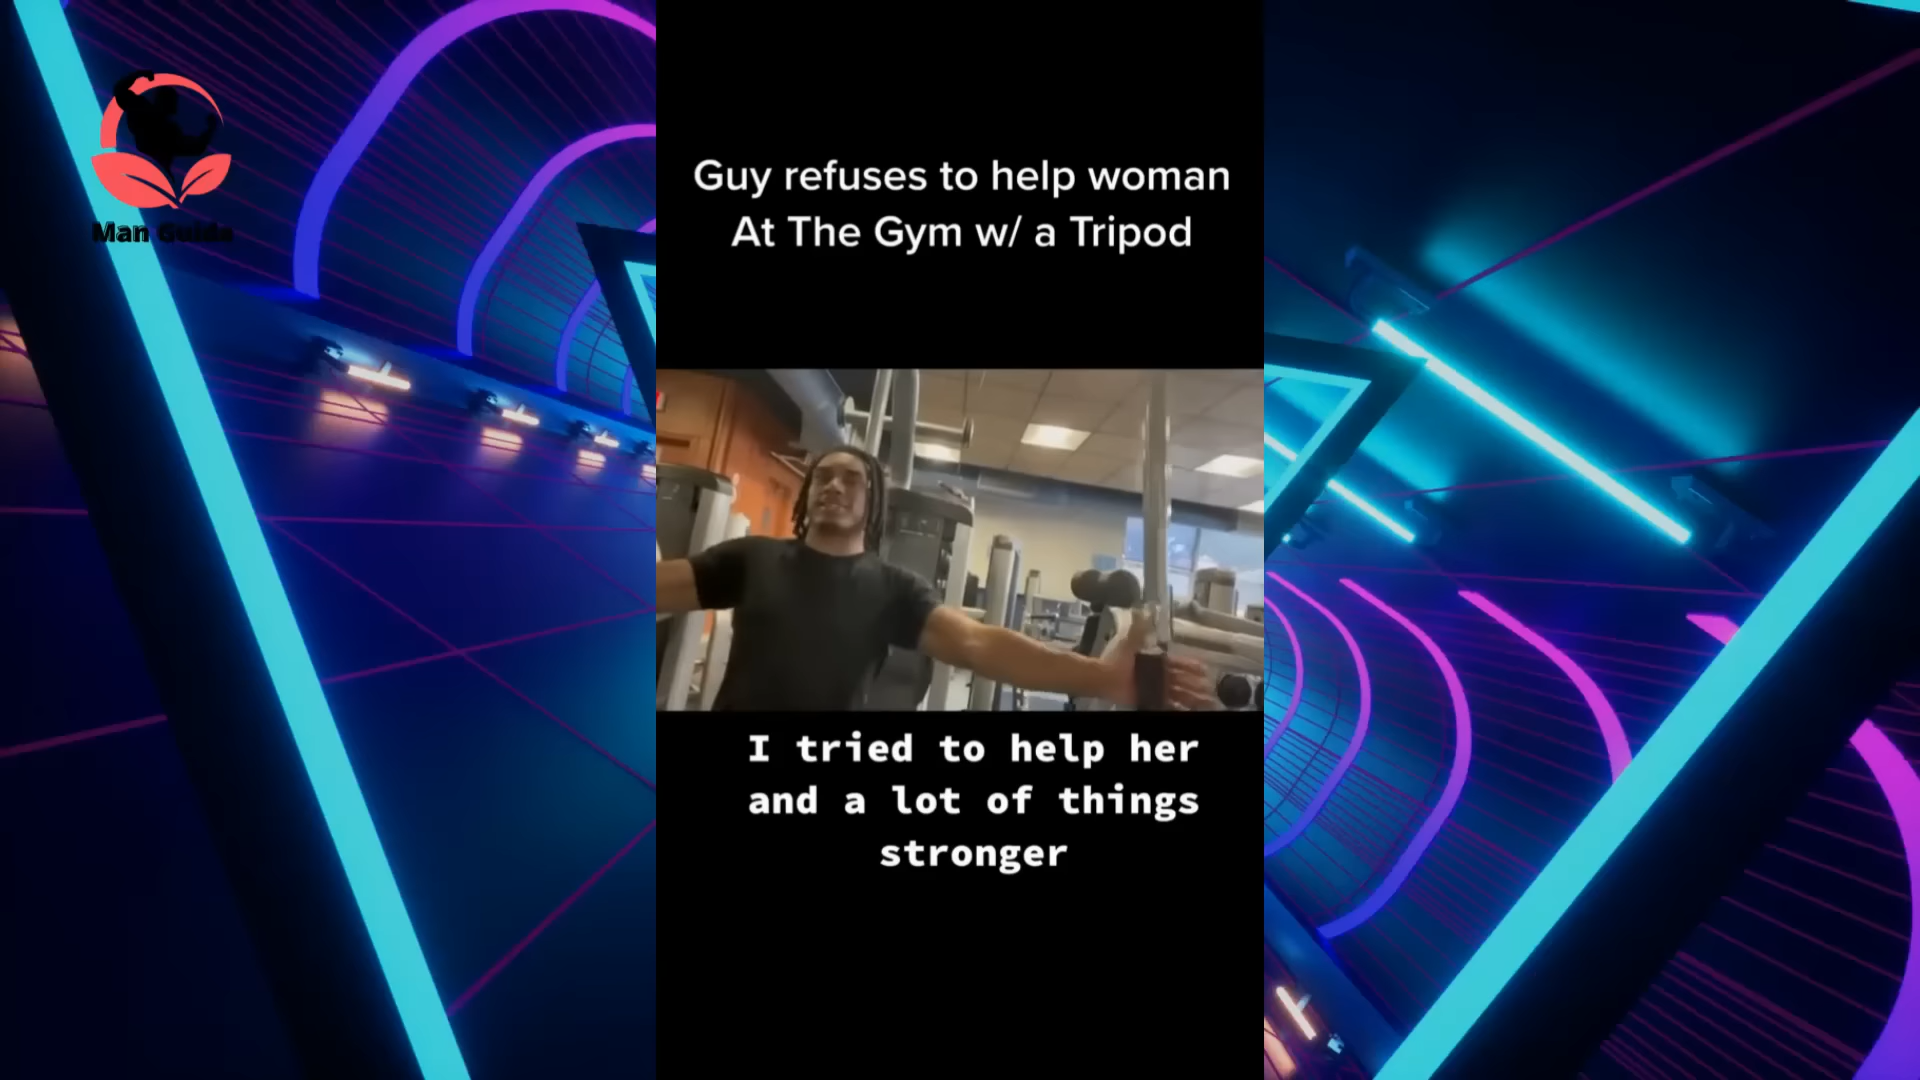 Man Guide
Guy refuses to help woman
At The Gym w/ a Tripod
I tried to help her
and a lot of things
stronger